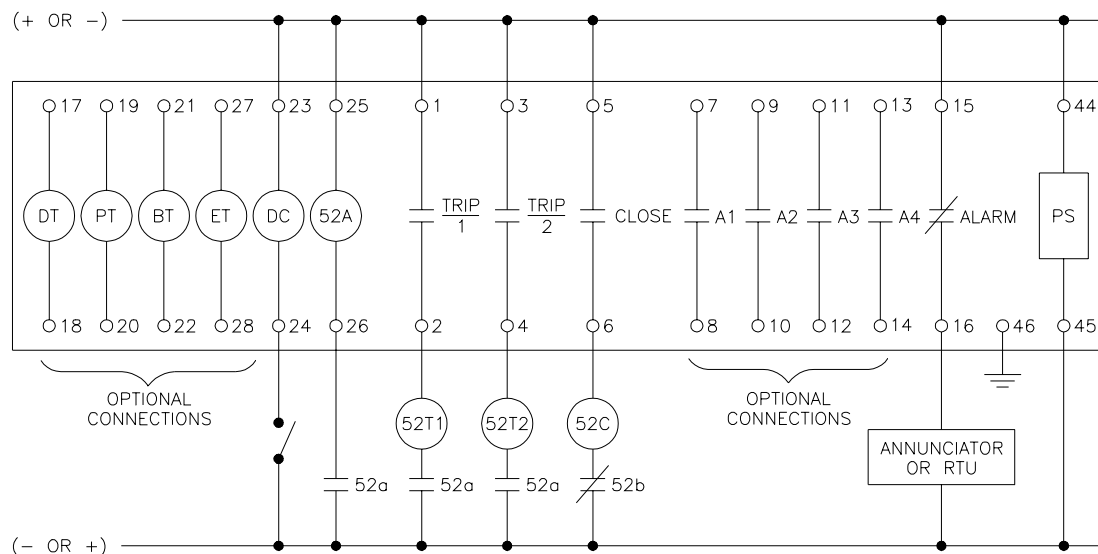 (+ OR -)
17 19 21 27 23 25 1 3 5 7 9 11 13 15 44
DT PT BT ET DC 52A TRIP 1 TRIP 2 CLOSE A1 A2 A3 A4 ALARM PS
18 20 22 28 24 26 2 4 6 8 10 12 14 16 46 45
OPTIONAL CONNECTIONS
OPTIONAL CONNECTIONS
52T1 52T2 52C
ANNUNCIATOR OR RTU
52a 52a 52a 52b
(- OR +)